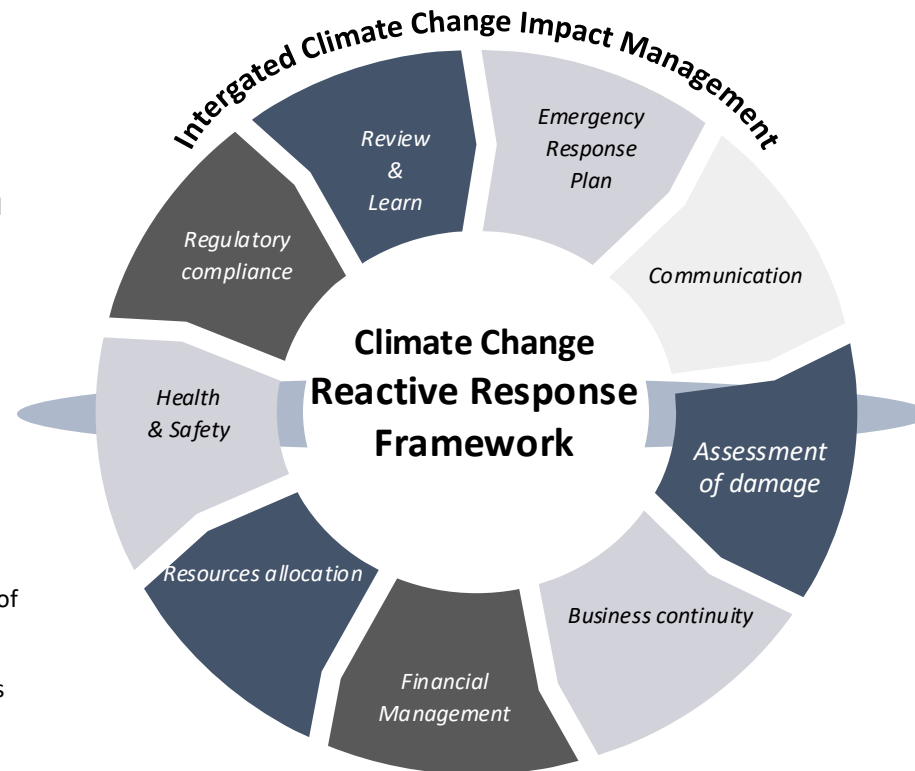 Intergated Climate Change Impact Management
Emergency
Response
Plan
Communication
Assessment
of damage
Business continuity
Financial
Management
Resources allocation
Health
& Safety
Regulatory
compliance
Review
&
Learn
Climate Change
Reactive Response
Framework
of